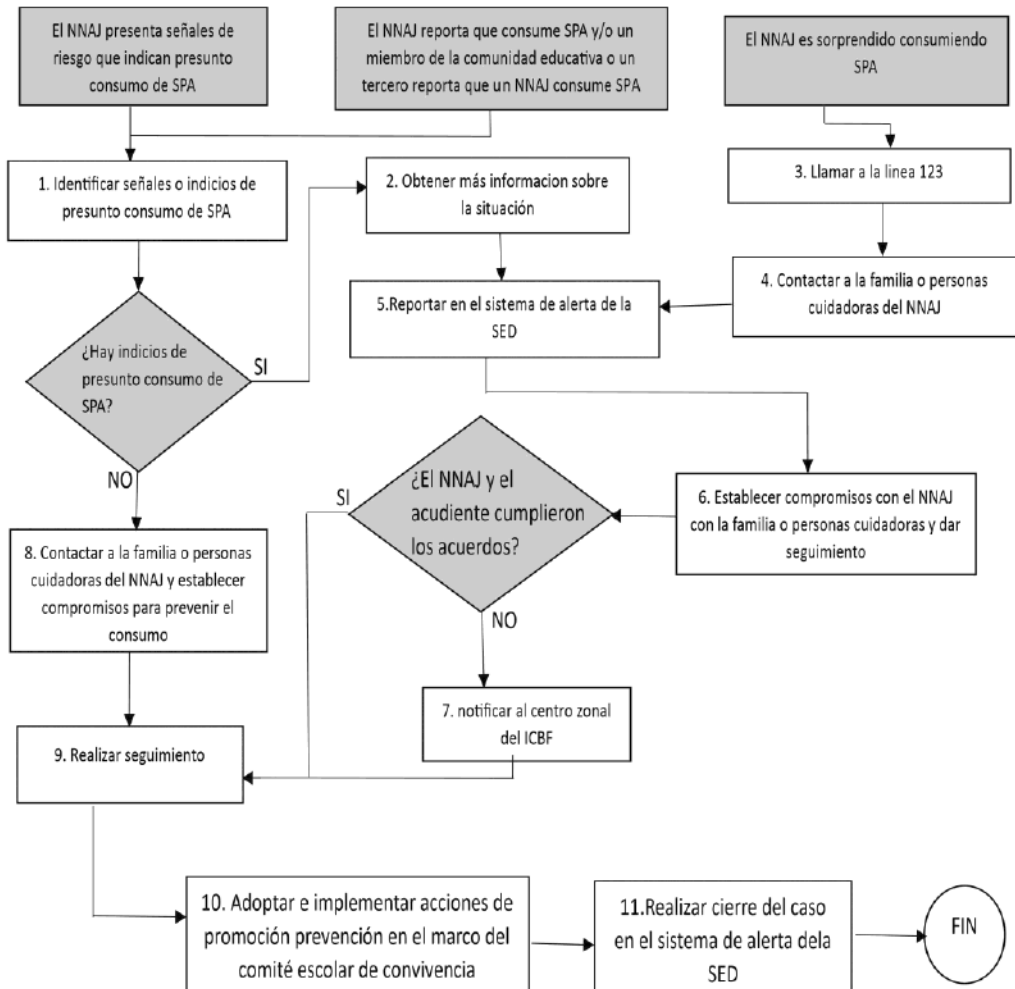 El NNAJ presenta señales de
riesgo que indican presunto
consumo de SPA
El NNAJ reporta que consume SPA y/o un
miembro de la comunidad educativa o un
tercero reporta que un NNAJ consume SPA
El NNAJ es sorprendido consumiendo
SPA
1. Identificar señales o indicios de
presunto consumo de SPA
2. Obtener más informacion sobre
la situación
3. Llamar a la linea 123
4. Contactar a la familia o personas
cuidadoras del NNAJ
5.Reportar en el sistema de alerta de la
SED
¿Hay indicios de
presunto consumo de
SPA?
SI
NO
¿El NNAJ y el
acudiente cumplieron
los acuerdos?
SI
NO
6. Establecer compromisos con el NNAJ
con la familia o personas cuidadoras y dar
seguimiento
8. Contactar a la familia o personas
cuidadoras del NNAJ y establecer
compromisos para prevenir el
consumo
7. notificar al centro zonal
del ICBF
9. Realizar seguimiento
10. Adoptar e implementar acciones de
promoción prevención en el marco del
comité escolar de convivencia
11.Realizar cierre del caso
en el sistema de alerta dela
SED
FIN